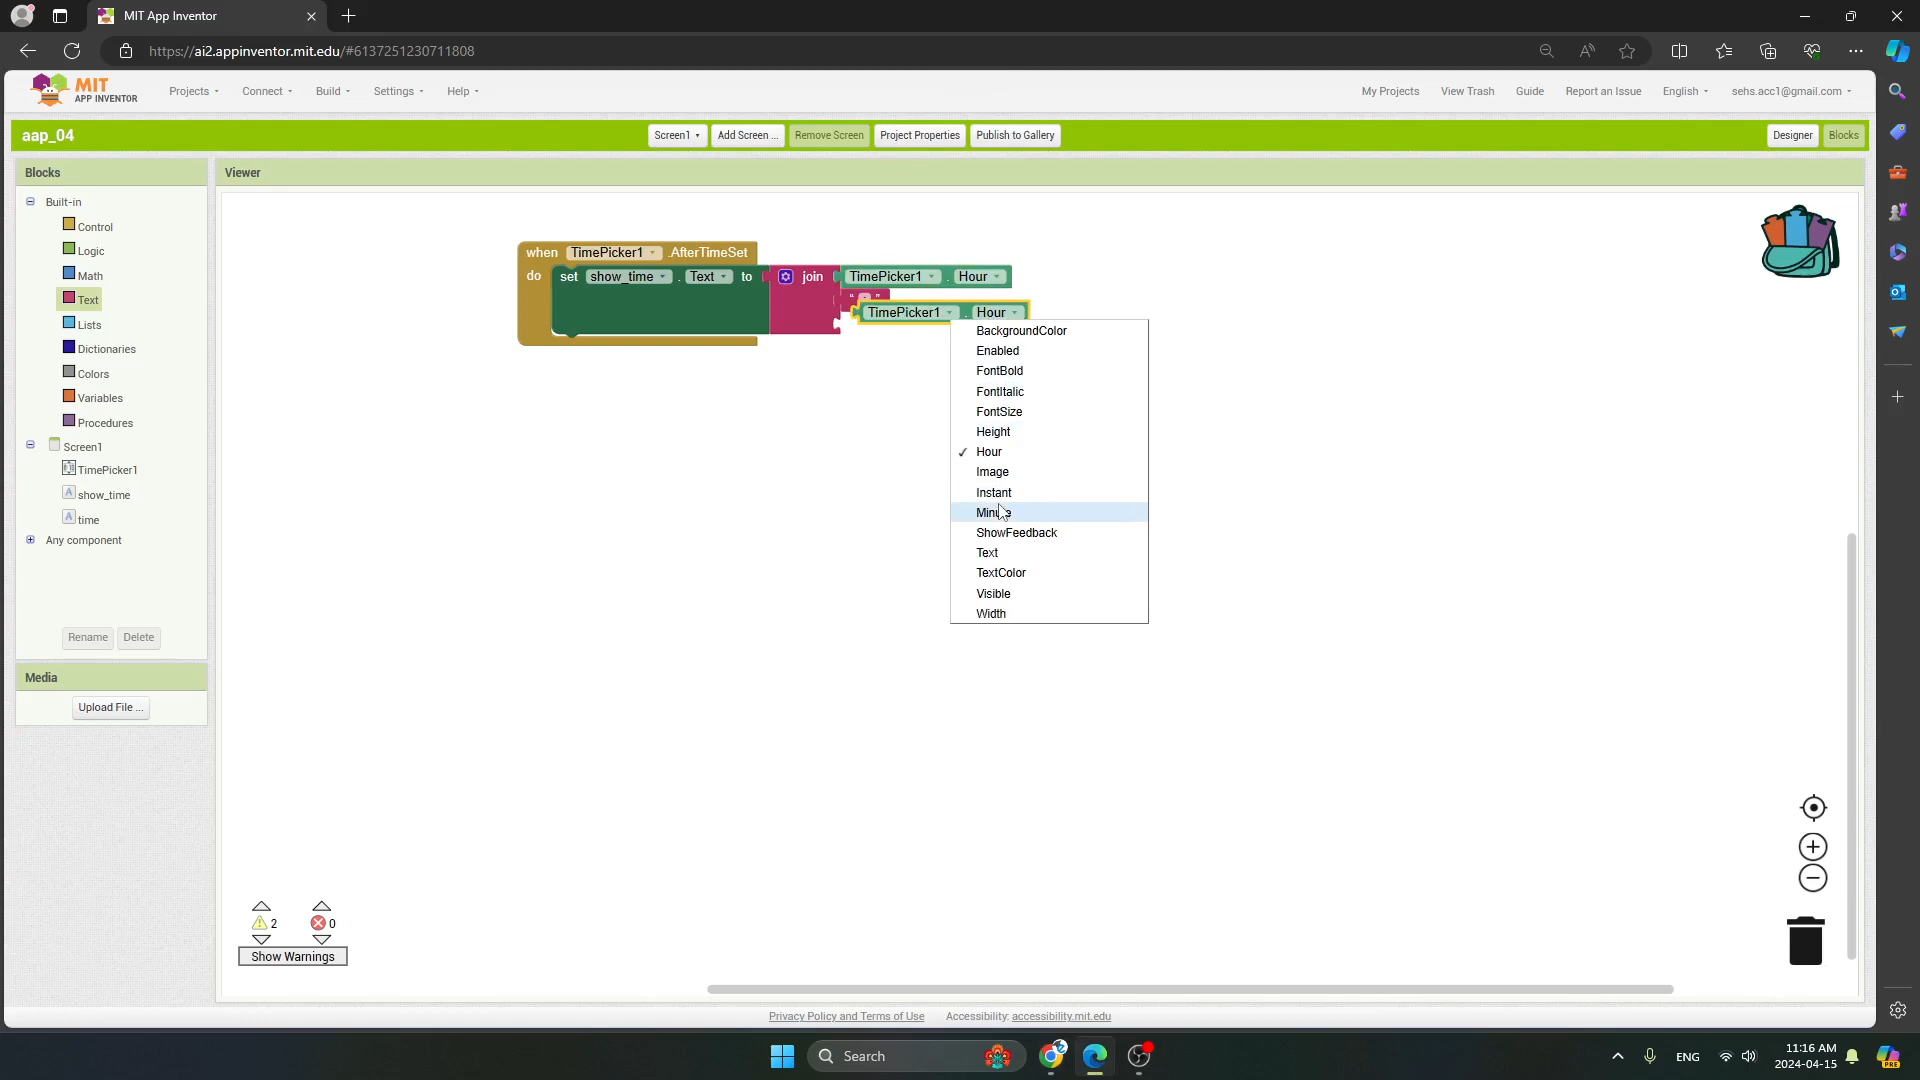 MIT App Inventor
https://ai2.appinventor.mit.edu/#6137251230711808
MIT
APP INVENTOR
Projects
Connect
Build
Settings
Help
My Projects
View Trash
Guide
Report an Issue
English
sehs.acc1@gmail.com
aap_04
Screen1
Add Screen ...
Remove Screen
Project Properties
Publish to Gallery
Designer
Blocks
Blocks
Viewer
Built-in
Control
Logic
Math
Text
Lists
Dictionaries
Colors
Variables
Procedures
Screen1
TimePicker1
show_time
time
Any component
Rename
Delete
Media
Upload File ...
when TimePicker1 .AfterTimeSet
do set show_time . Text to join TimePicker1 . Hour
" : "
TimePicker1 . Hour
BackgroundColor
Enabled
FontBold
FontItalic
FontSize
Height
✓ Hour
Image
Instant
Minute
ShowFeedback
Text
TextColor
Visible
Width
2
0
Show Warnings
Privacy Policy and Terms of Use
Accessibility: accessibility.mit.edu
Search
ENG
11:16 AM
2024-04-15
PRE